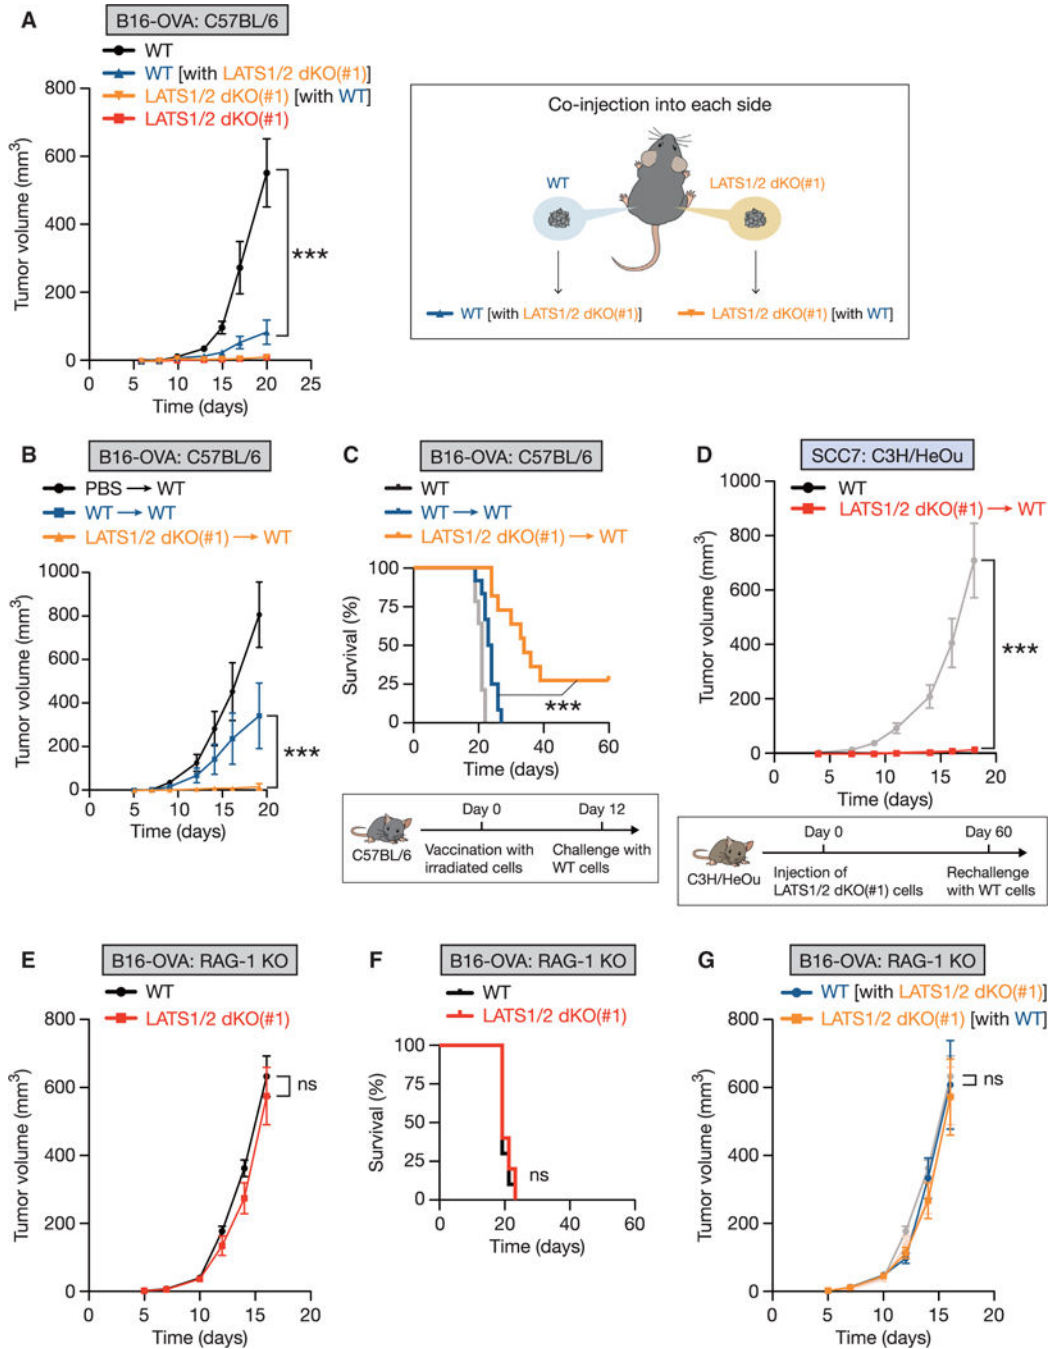 A
B16-OVA: C57BL/6
WT
WT [with LATS1/2 dKO(#1)]
LATS1/2 dKO(#1) [with WT]
LATS1/2 dKO(#1)
Tumor volume (mm³)
800
600
400
200
0
0 5 10 15 20 25
Time (days)
***
Co-injection into each side
WT
LATS1/2 dKO(#1)
WT [with LATS1/2 dKO(#1)]
LATS1/2 dKO(#1) [with WT]
B
B16-OVA: C57BL/6
PBS → WT
WT → WT
LATS1/2 dKO(#1) → WT
Tumor volume (mm³)
1000
800
600
400
200
0
0 5 10 15 20
Time (days)
***
C
B16-OVA: C57BL/6
WT
WT → WT
LATS1/2 dKO(#1) → WT
Survival (%)
100
75
50
25
0
0 20 40 60
Time (days)
***
C57BL/6
Day 0
Vaccination with
irradiated cells
Day 12
Challenge with
WT cells
D
SCC7: C3H/HeOu
WT
LATS1/2 dKO(#1) → WT
Tumor volume (mm³)
1000
800
600
400
200
0
0 5 10 15 20
Time (days)
***
C3H/HeOu
Day 0
Injection of
LATS1/2 dKO(#1) cells
Day 60
Rechallenge
with WT cells
E
B16-OVA: RAG-1 KO
WT
LATS1/2 dKO(#1)
Tumor volume (mm³)
800
600
400
200
0
0 5 10 15 20
Time (days)
ns
F
B16-OVA: RAG-1 KO
WT
LATS1/2 dKO(#1)
Survival (%)
100
75
50
25
0
0 20 40 60
Time (days)
ns
G
B16-OVA: RAG-1 KO
WT [with LATS1/2 dKO(#1)]
LATS1/2 dKO(#1) [with WT]
Tumor volume (mm³)
800
600
400
200
0
0 5 10 15 20
Time (days)
ns